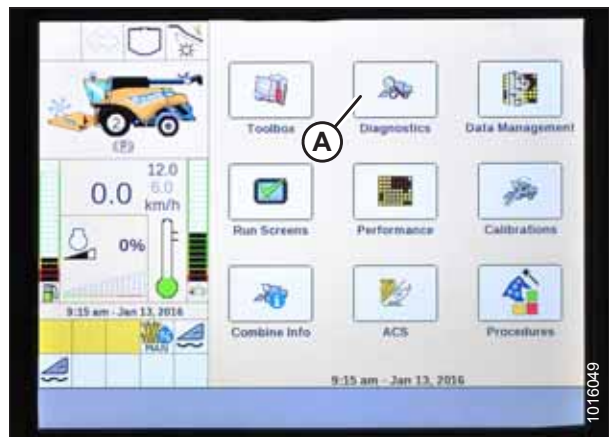 Toolbox
Diagnostics
Data Management
A
2
(P)
12.0
6.0
0.0
km/h
Run Screens
Performance
Calibrations
0%
9:15 am - Jan 13, 2016
MAN
Combine Info
ACS
Procedures
9:15 am - Jan 13, 2016
1016049